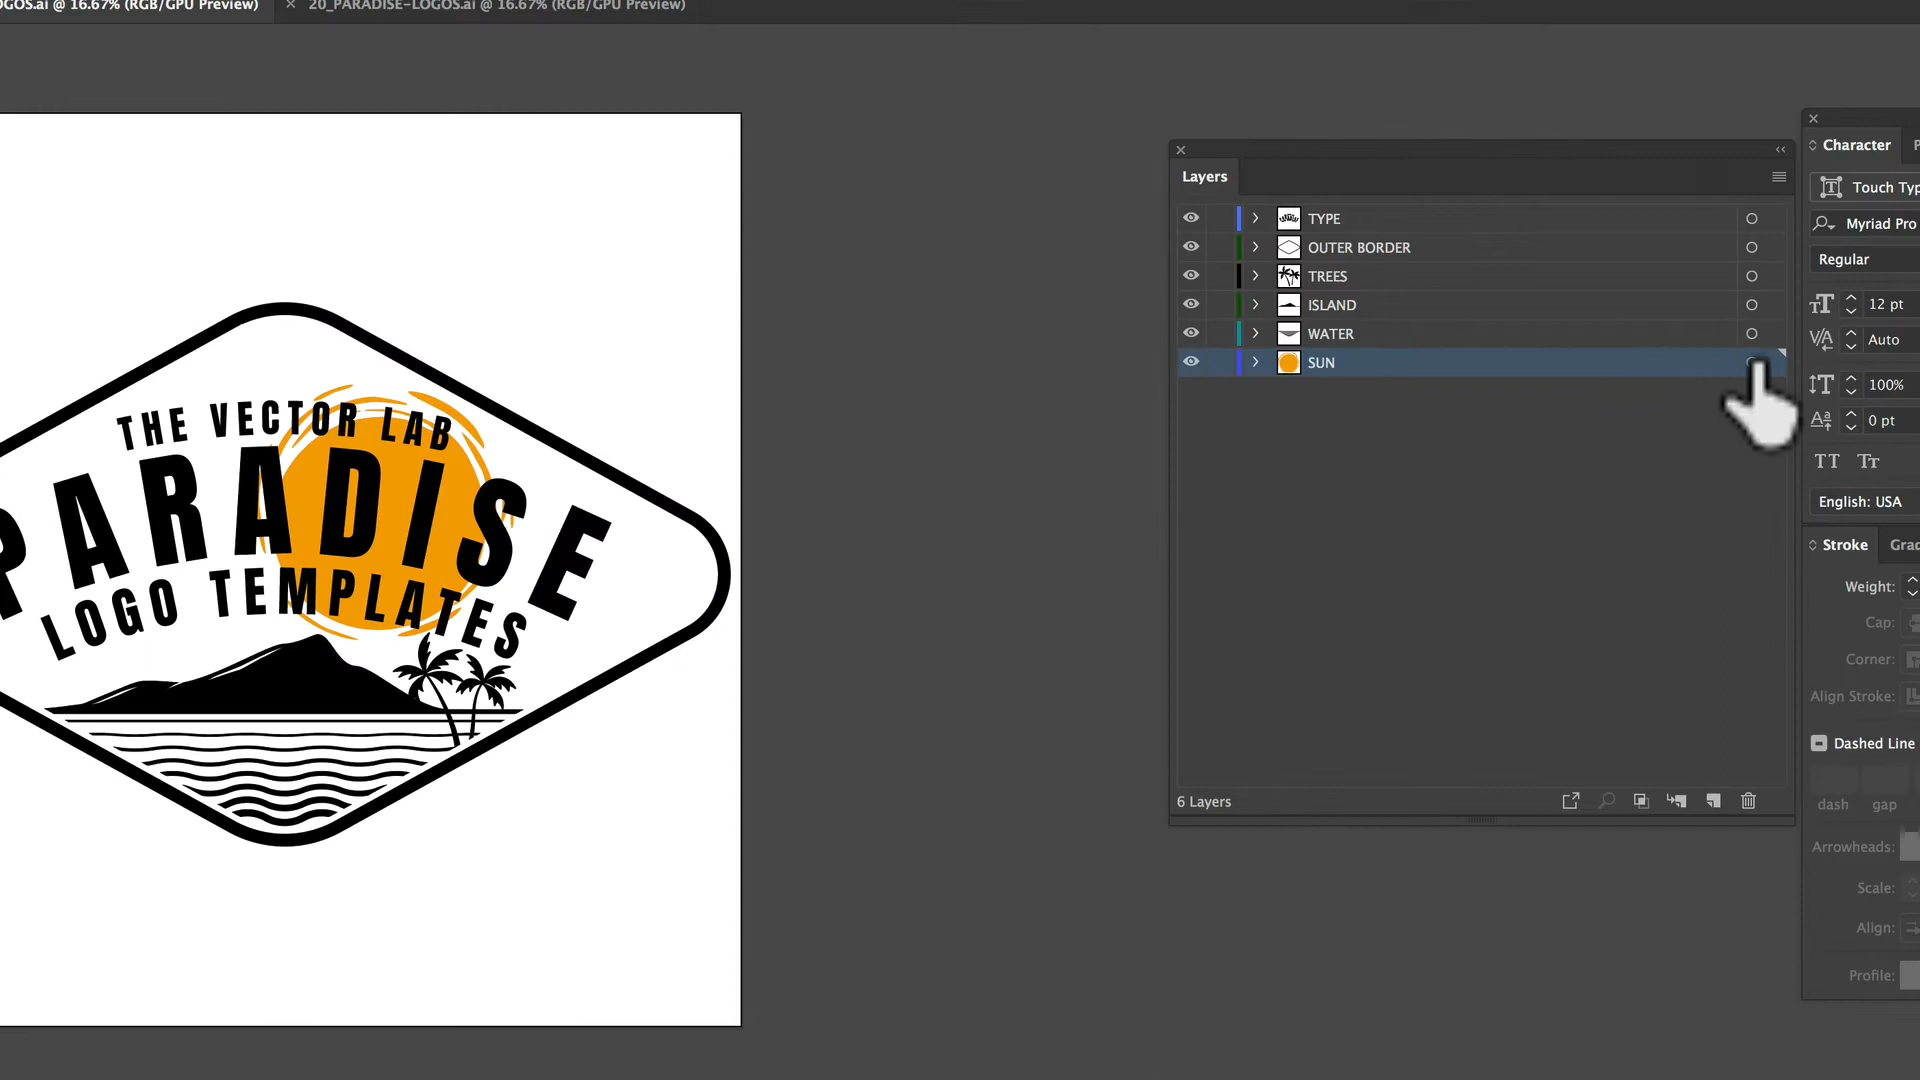 OGOS.ai @ 16.67% (RGB/GPU Preview)
20_PARADISE-LOGOS.ai @ 16.67% (RGB/GPU Preview)
THE VECTOR LAB
PARADISE
LOGO TEMPLATES
Layers
TYPE
OUTER BORDER
TREES
ISLAND
WATER
SUN
6 Layers
Character
P
Touch Typ
Myriad Pro
Regular
12 pt
Auto
100%
0 pt
TT Tr
English: USA
Stroke
Grad
Weight:
Cap:
Corner:
Align Stroke:
Dashed Line
dash gap
Arrowheads:
Scale:
Align:
Profile: